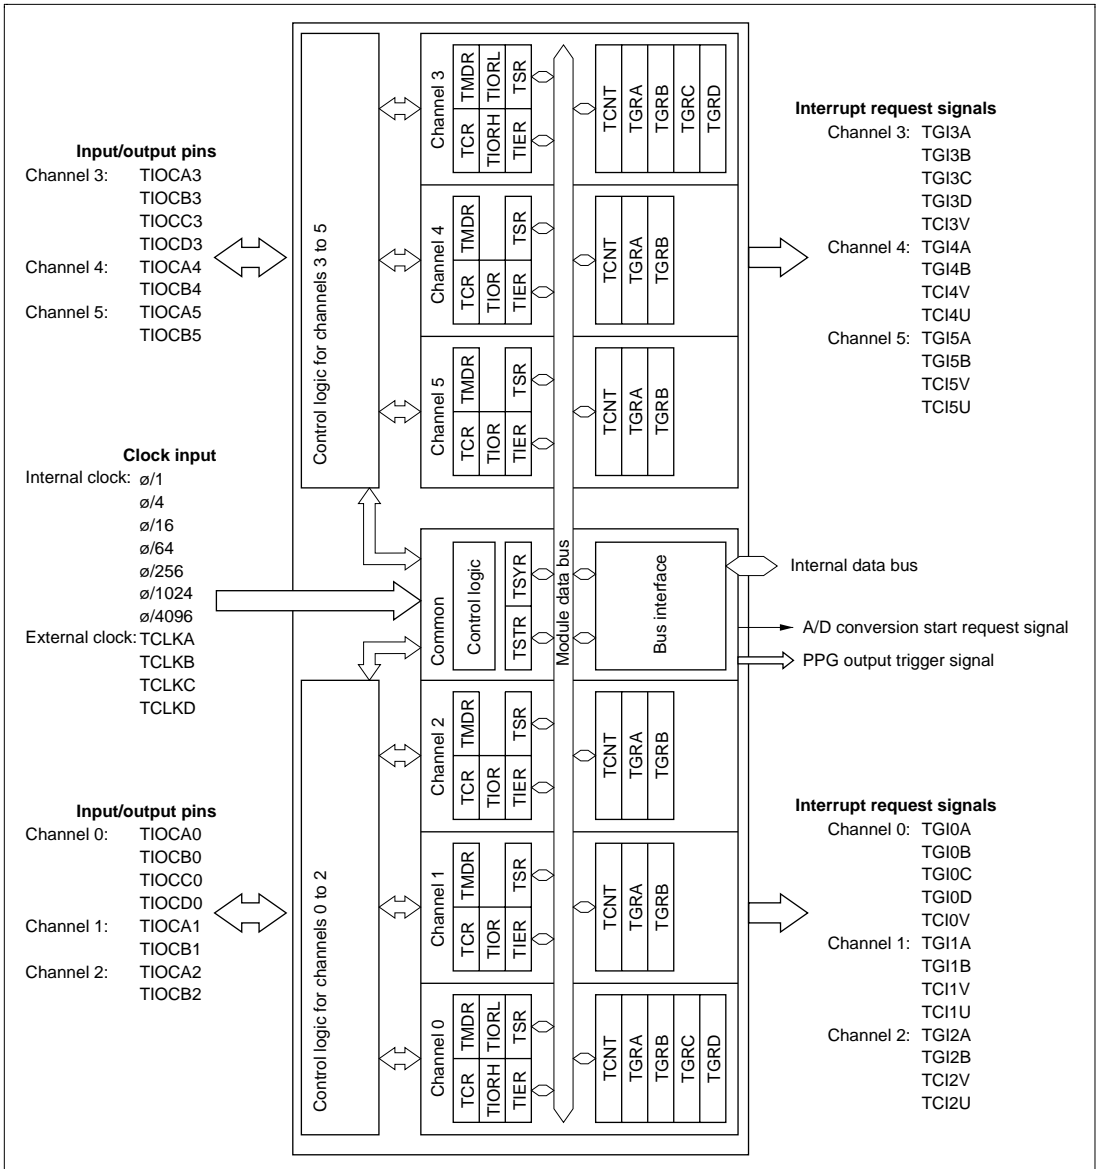 Input/output pins
Channel 3: TIOCA3
TIOCB3
TIOCC3
TIOCD3
Channel 4: TIOCA4
TIOCB4
Channel 5: TIOCA5
TIOCB5
Clock input
Internal clock: ø/1
ø/4
ø/16
ø/64
ø/256
ø/1024
ø/4096
External clock: TCLKA
TCLKB
TCLKC
TCLKD
Input/output pins
Channel 0: TIOCA0
TIOCB0
TIOCC0
TIOCD0
Channel 1: TIOCA1
TIOCB1
Channel 2: TIOCA2
TIOCB2
Control logic for channels 3 to 5
Control logic for channels 0 to 2
Channel 3
TCR
TMDR
TIORH
TIORL
TIER
TSR
TCNT
TGRA
TGRB
TGRC
TGRD
Channel 4
TCR
TMDR
TIOR
TIER
TSR
TCNT
TGRA
TGRB
Channel 5
TCR
TMDR
TIOR
TIER
TSR
TCNT
TGRA
TGRB
Common
Control logic
TSTR
TSYR
Module data bus
Bus interface
Channel 2
TCR
TMDR
TIOR
TIER
TSR
TCNT
TGRA
TGRB
Channel 1
TCR
TMDR
TIOR
TIER
TSR
TCNT
TGRA
TGRB
Channel 0
TCR
TMDR
TIORH
TIORL
TIER
TSR
TCNT
TGRA
TGRB
TGRC
TGRD
Interrupt request signals
Channel 3: TGI3A
TGI3B
TGI3C
TGI3D
TCI3V
Channel 4: TGI4A
TGI4B
TCI4V
TCI4U
Channel 5: TGI5A
TGI5B
TCI5V
TCI5U
Internal data bus
A/D conversion start request signal
PPG output trigger signal
Interrupt request signals
Channel 0: TGI0A
TGI0B
TGI0C
TGI0D
TCI0V
Channel 1: TGI1A
TGI1B
TCI1V
TCI1U
Channel 2: TGI2A
TGI2B
TCI2V
TCI2U